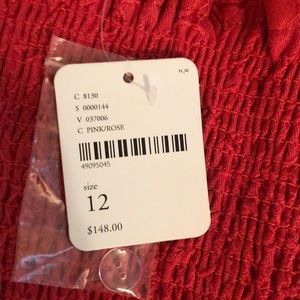 C 8130
S 0000144
V 037006
C PINK/ROSE
49095045
size
12
$148.00